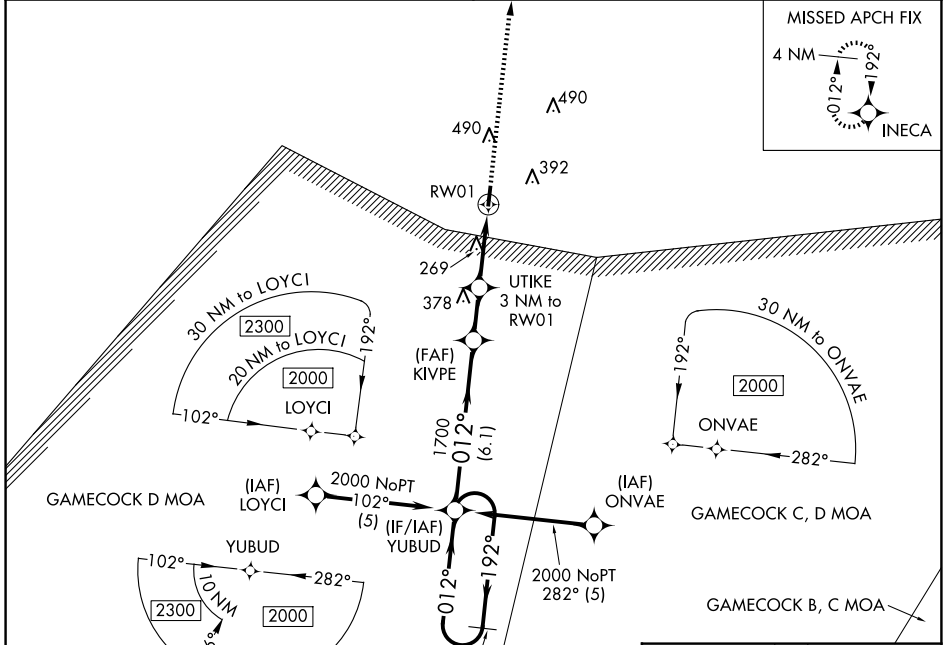 MISSED APCH FIX
4 NM
012°
192°
INECA
490
490
392
RW01
269
378
UTIKE
3 NM to
RW01
(FAF)
KIVPE
30 NM to LOYCI
2300
20 NM to LOYCI
2000
192°
LOYCI
102°
30 NM to ONVAE
192°
2000
ONVAE
282°
1700
012°
(6.1)
GAMECOCK D MOA
(IAF)
LOYCI
2000 NoPT
102°
(5)
(IF/IAF)
YUBUD
(IAF)
ONVAE
GAMECOCK C, D MOA
2000 NoPT
282° (5)
012°
192°
YUBUD
102°
282°
10 NM
2300
2000
GAMECOCK B, C MOA